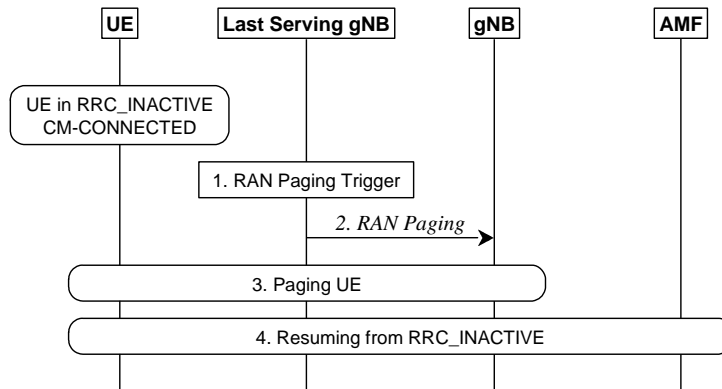 UE
Last Serving gNB
gNB
AMF
UE in RRC_INACTIVE
CM-CONNECTED
1. RAN Paging Trigger
2. RAN Paging
3. Paging UE
4. Resuming from RRC_INACTIVE